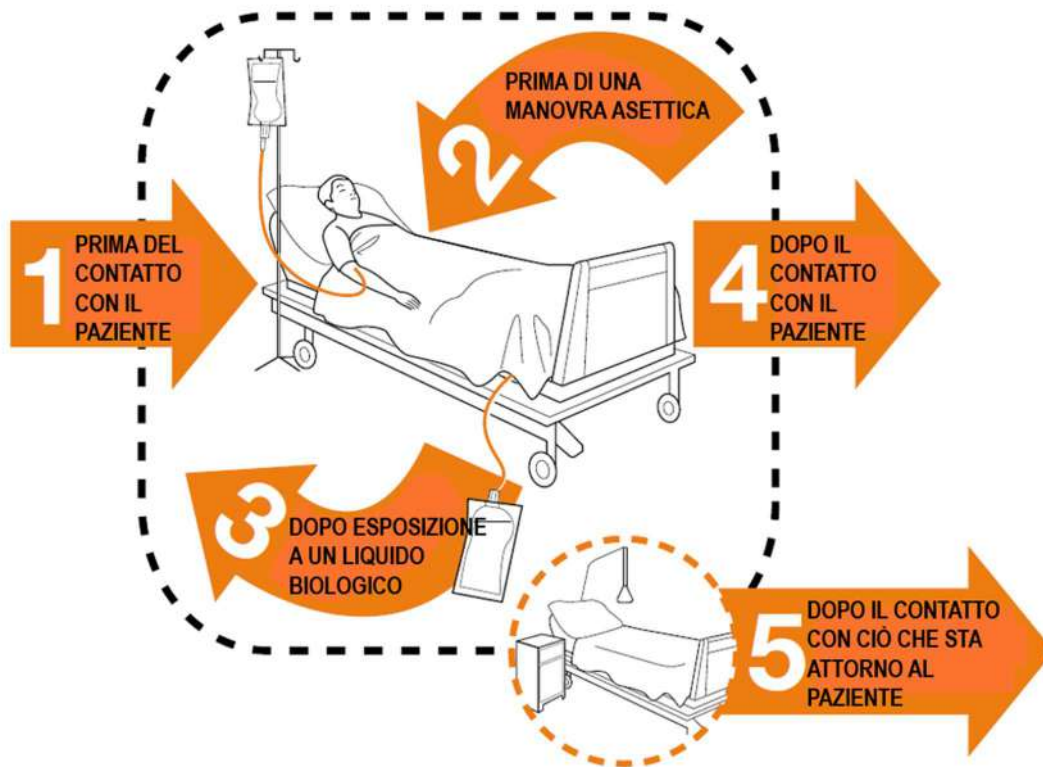 1
PRIMA DEL
CONTATTO
CON IL
PAZIENTE
2
PRIMA DI UNA
MANOVRA ASETTICA
3
DOPO ESPOSIZIONE
A UN LIQUIDO
BIOLOGICO
4
DOPO IL
CONTATTO
CON IL
PAZIENTE
5
DOPO IL CONTATTO
CON CIÒ CHE STA
ATTORNO AL
PAZIENTE